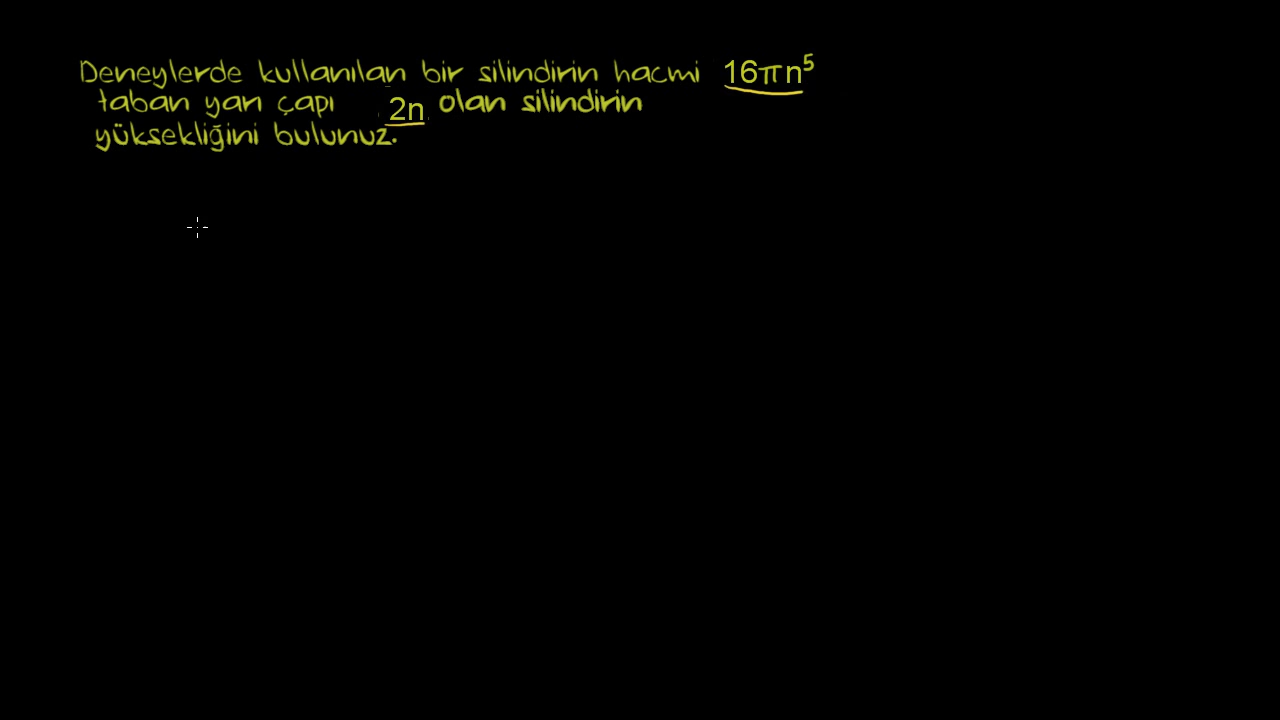 Deneylerde kullanılan bir silindirin hacmi 16πn⁵
taban yarı çapı 2n olan silindirin
yüksekliğini bulunuz.